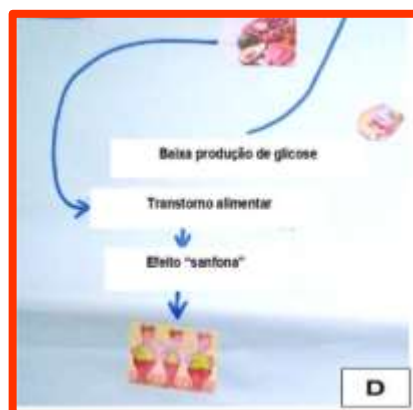 Baixa produção de glicose
Transtorno alimentar
Efeito "sanfona"
D